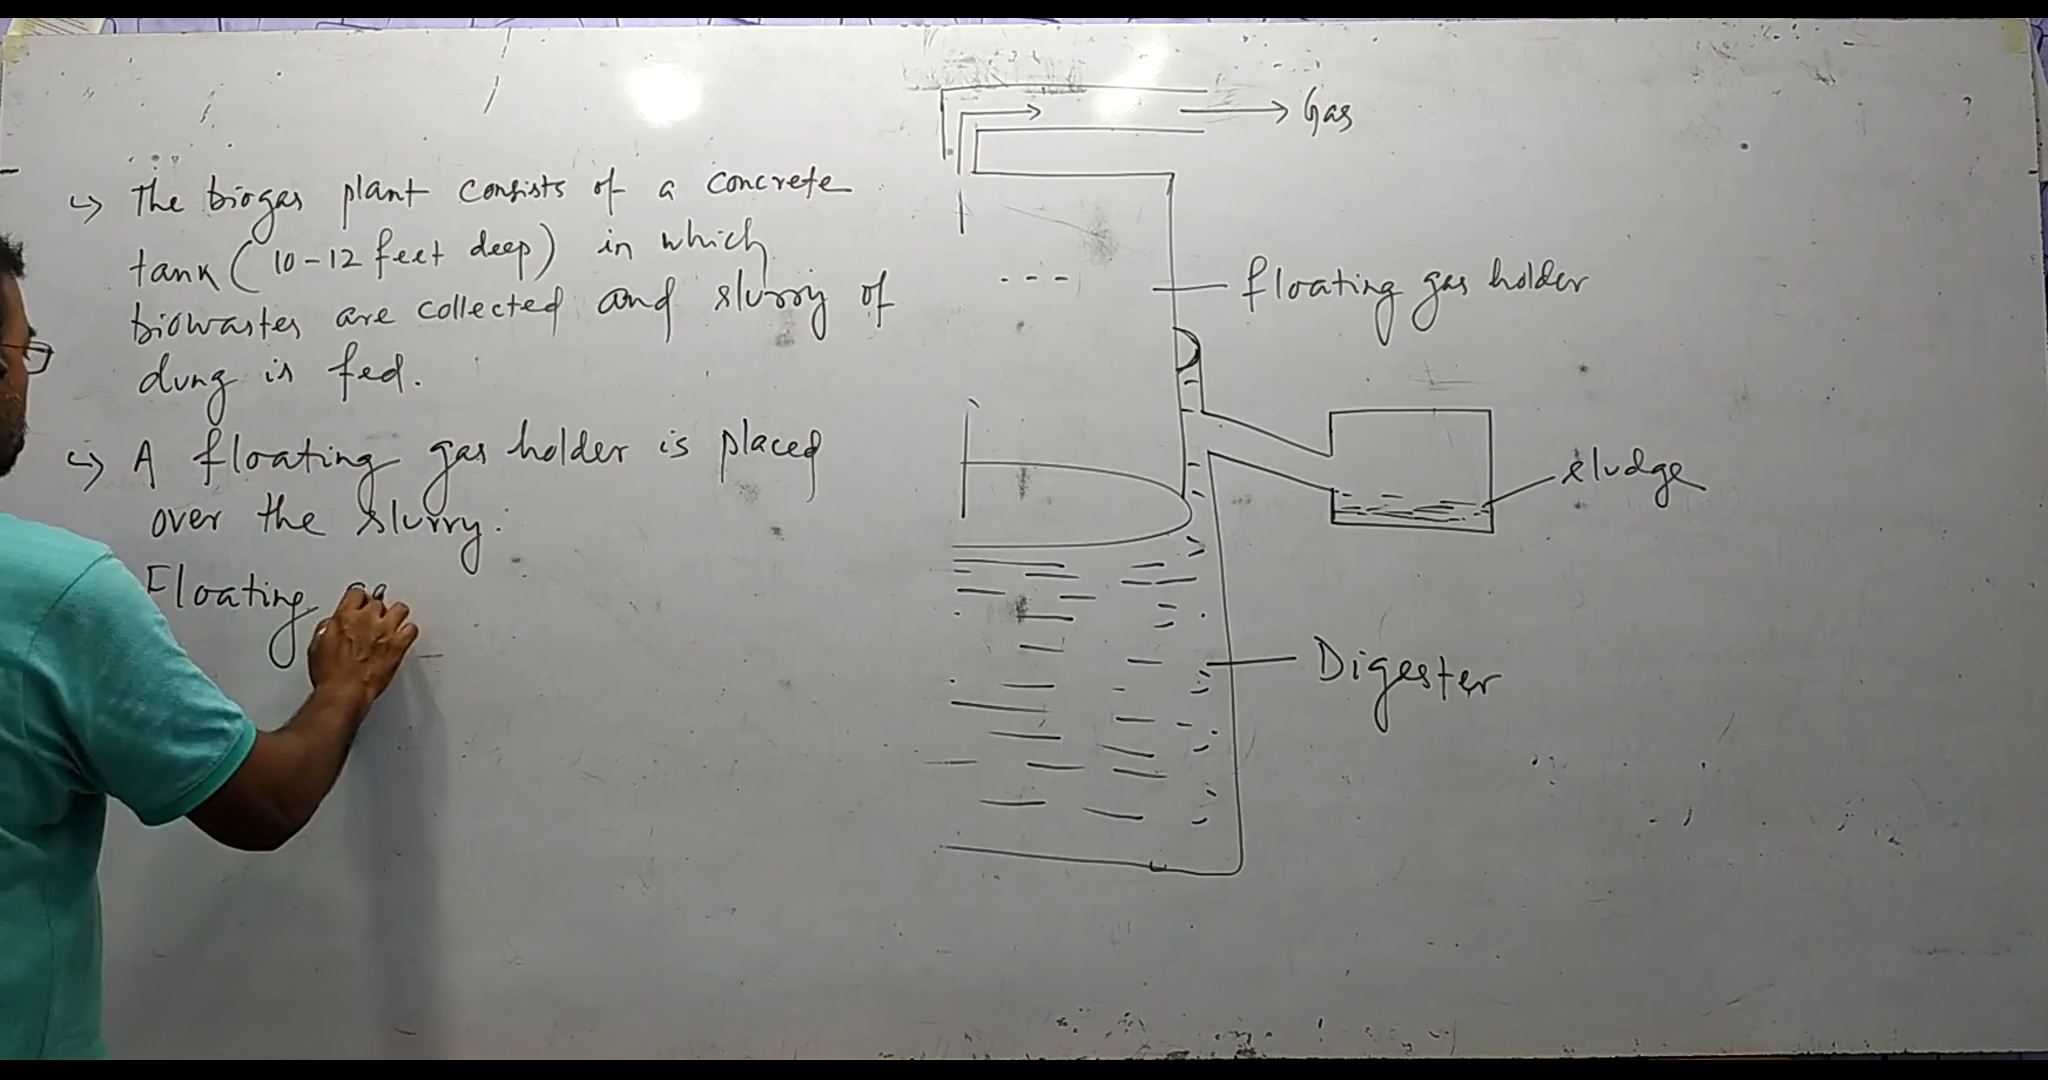 ↪ The biogas plant consists of a concrete
tank (10-12 feet deep) in which
biowastes are collected and slurry of
dung is fed.
↪ A floating gas holder is placed
over the slurry.
Floating ga
→ Gas
floating gas holder
sludge
Digester